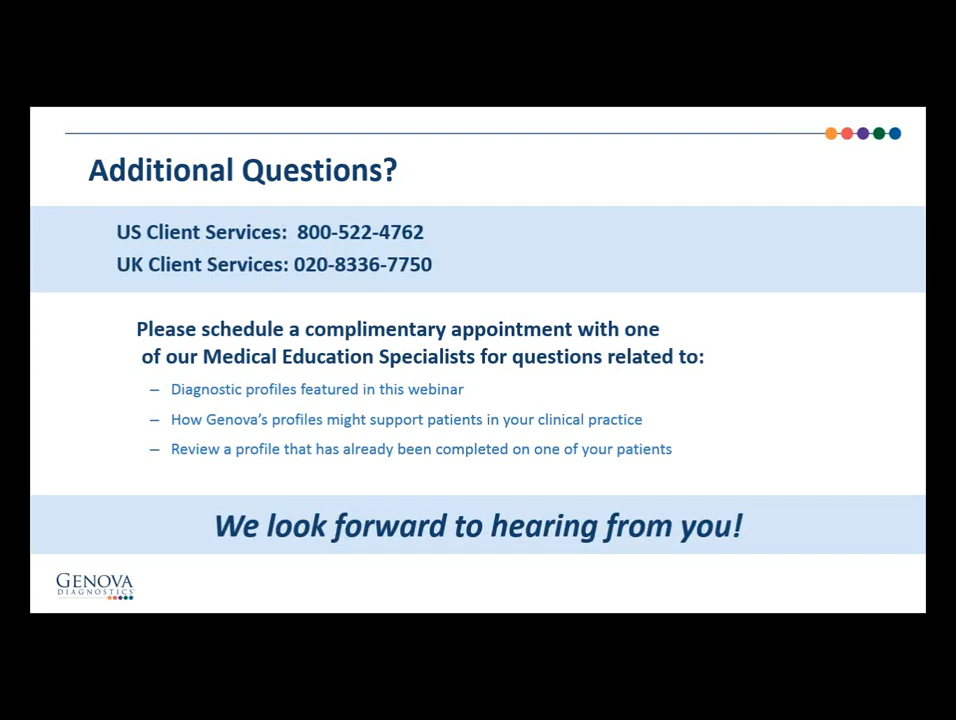 Additional Questions?
US Client Services: 800-522-4762
UK Client Services: 020-8336-7750
Please schedule a complimentary appointment with one
of our Medical Education Specialists for questions related to:
– Diagnostic profiles featured in this webinar
– How Genova's profiles might support patients in your clinical practice
– Review a profile that has already been completed on one of your patients
We look forward to hearing from you!
GENOVA
DIAGNOSTICS